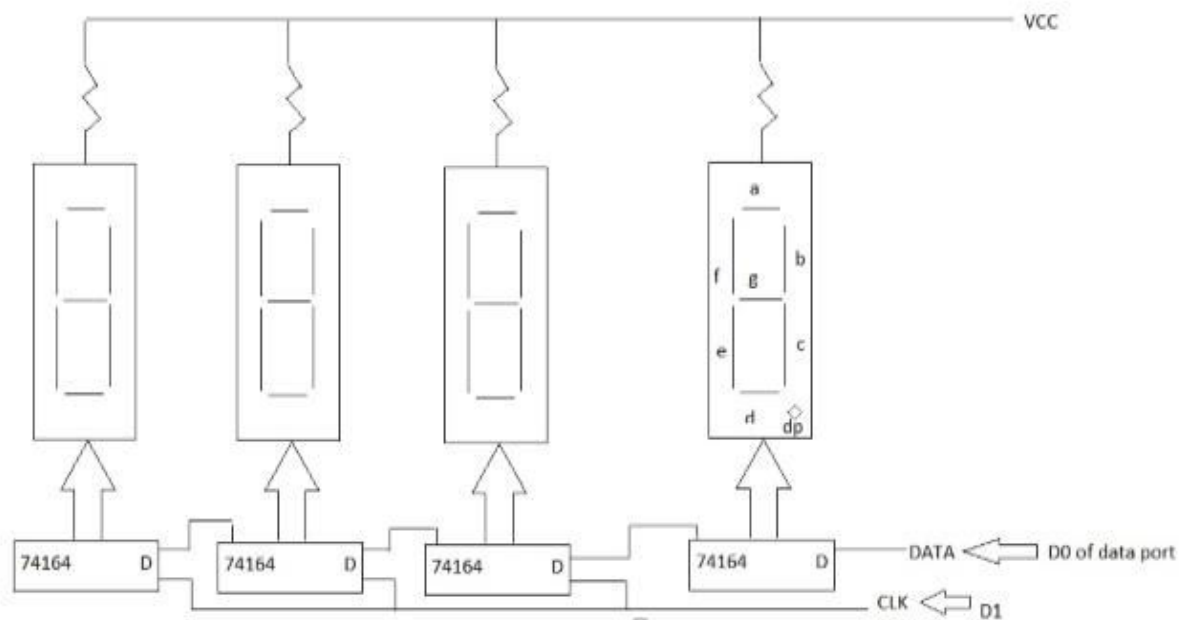 VCC
a
f
g
b
e
c
d
dp
74164 D
74164 D
74164 D
74164 D
DATA
D0 of data port
CLK
D1